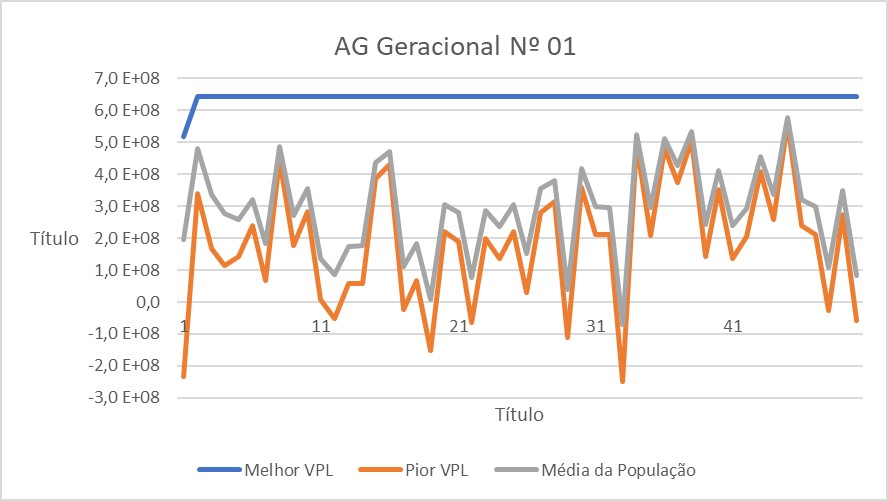 AG Geracional Nº 01
7,0 E+08
6,0 E+08
5,0 E+08
4,0 E+08
3,0 E+08
2,0 E+08
1,0 E+08
0,0
-1,0 E+08
-2,0 E+08
-3,0 E+08
Título
1 11 21 31 41
Título
Melhor VPL Pior VPL Média da População